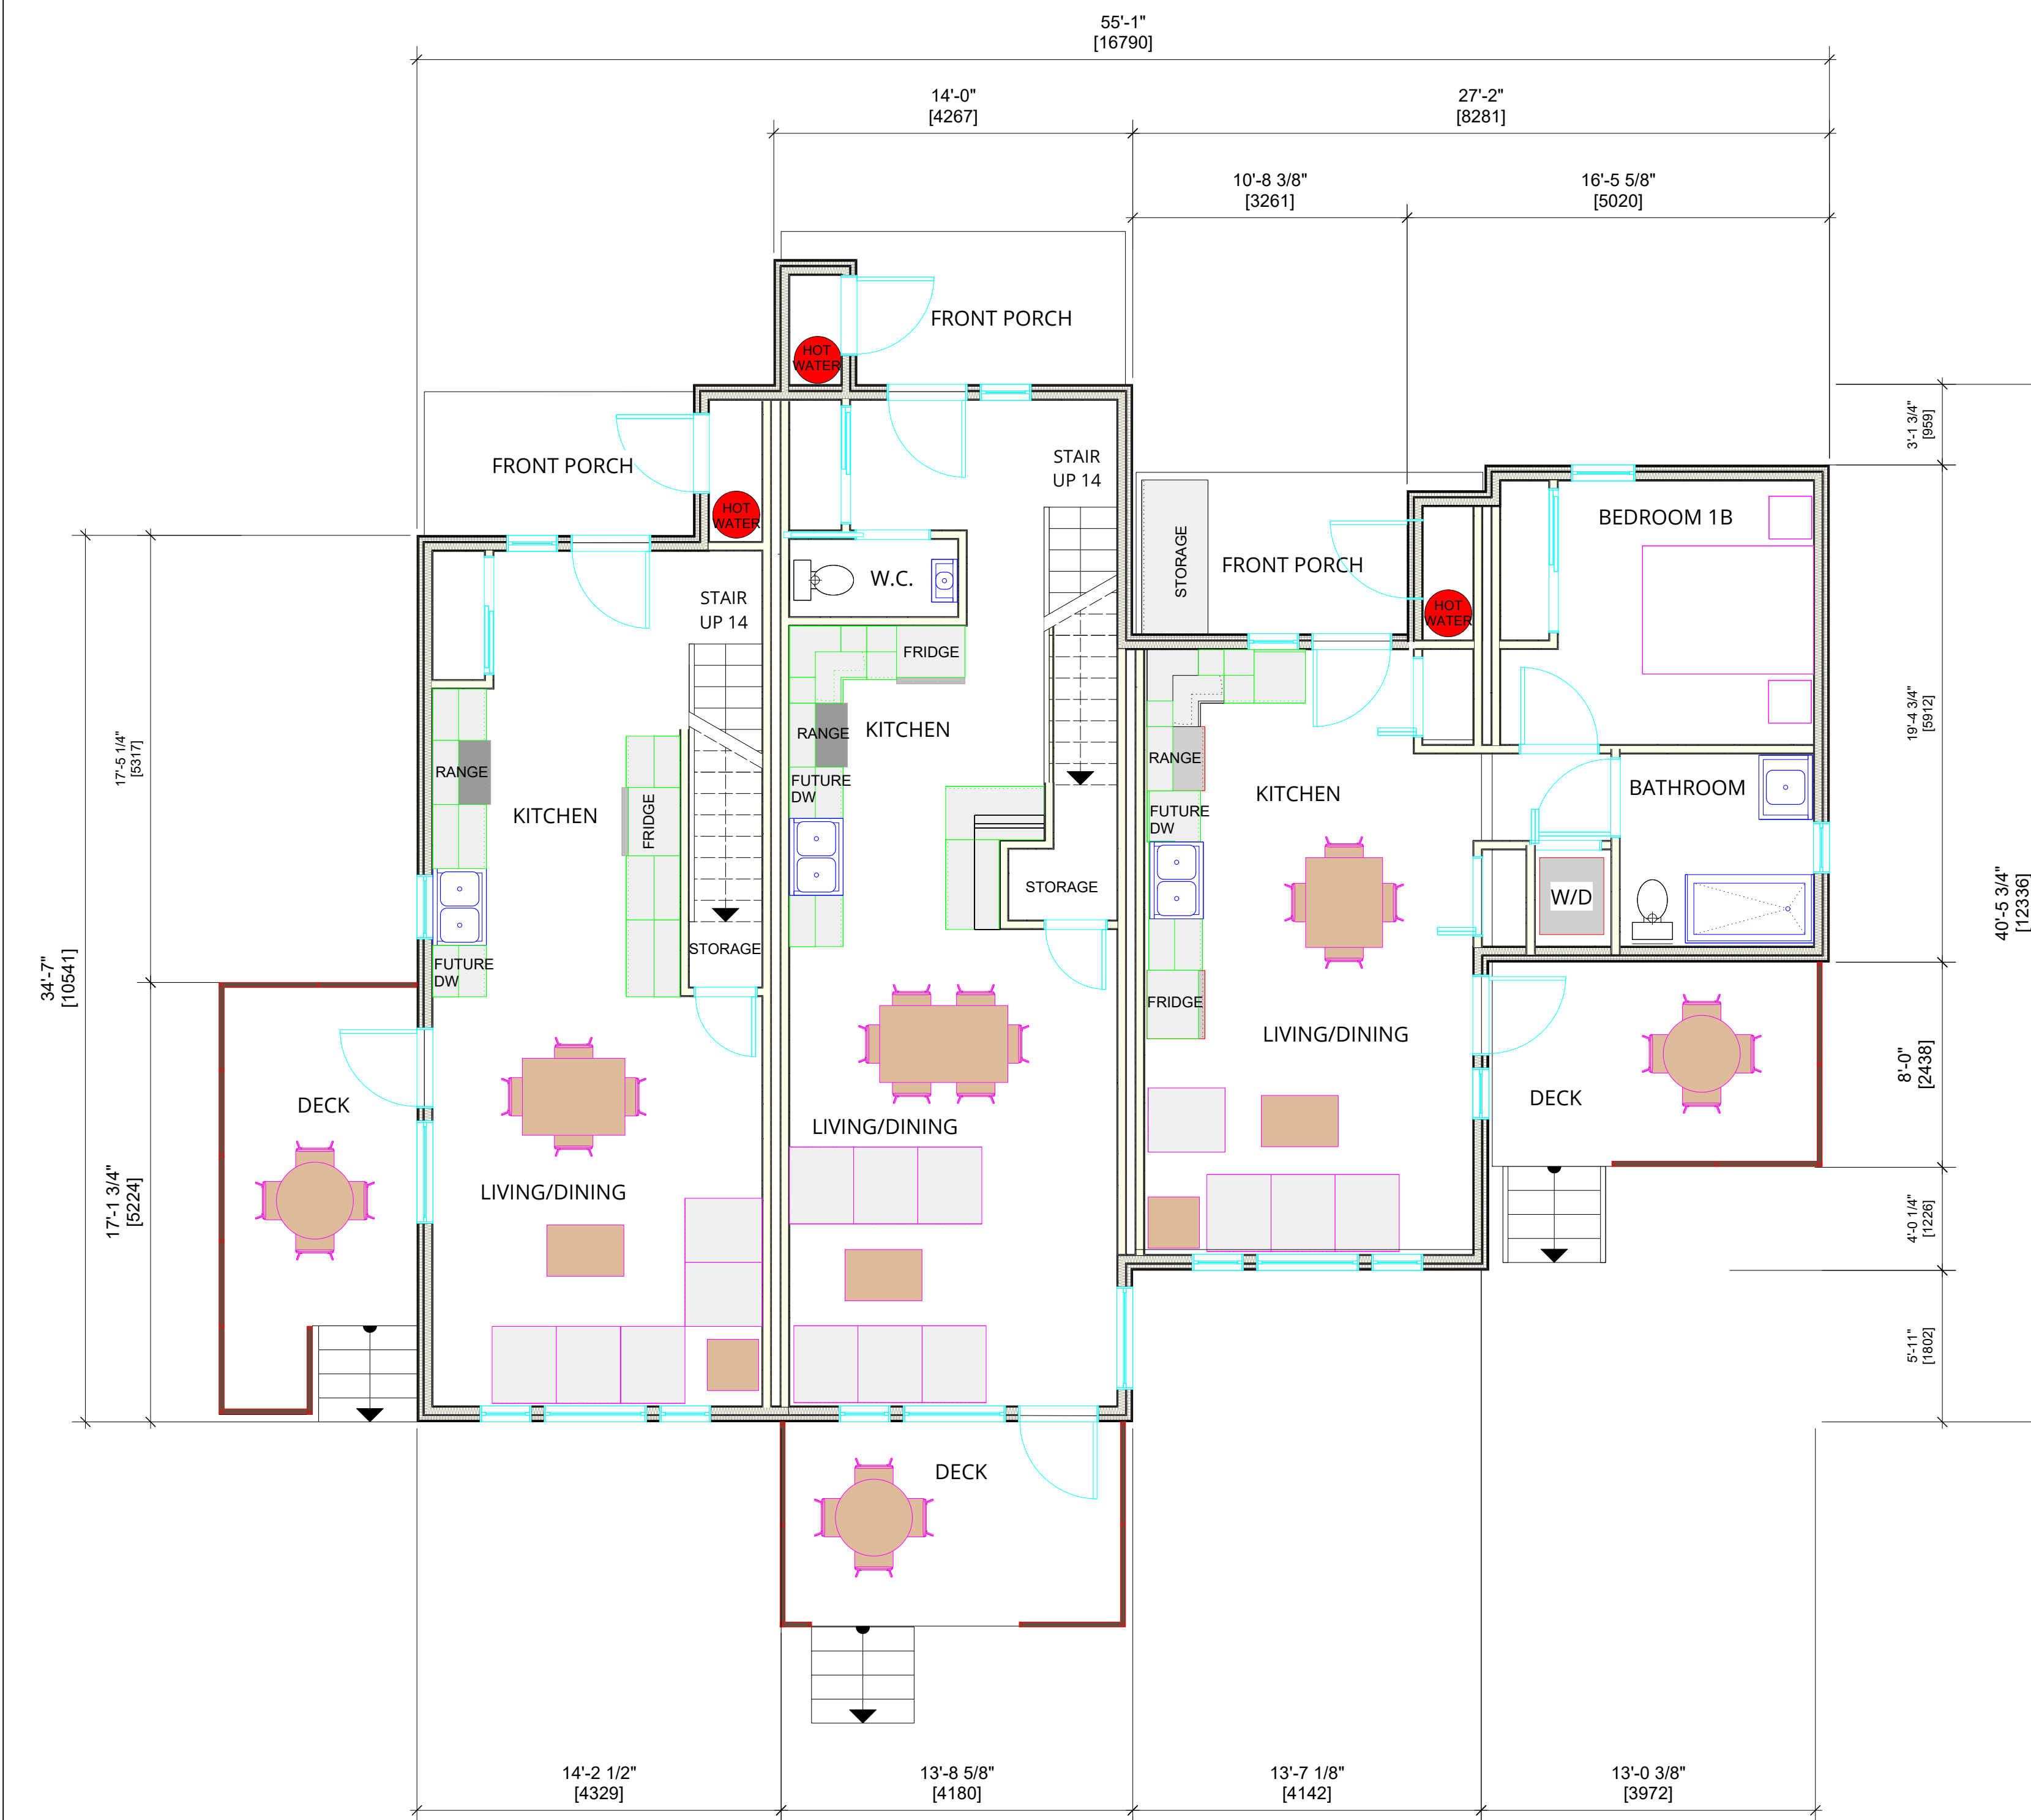 55'-1"
[16790]
14'-0"
[4267]
27'-2"
[8281]
10'-8 3/8"
[3261]
16'-5 5/8"
[5020]
FRONT PORCH
HOT
WATER
3'-1 3/4"
[959]
FRONT PORCH
STAIR
UP 14
HOT
WATER
BEDROOM 1B
STORAGE
FRONT PORCH
W.C.
STAIR
UP 14
HOT
WATER
FRIDGE
19'-4 3/4"
[5912]
17'-5 1/4"
[5317]
RANGE
KITCHEN
RANGE
RANGE
FUTURE
DW
KITCHEN
BATHROOM
KITCHEN
FRIDGE
FUTURE
DW
STORAGE
W/D
40'-5 3/4"
[12336]
STORAGE
FUTURE
DW
34'-7"
[10541]
FRIDGE
LIVING/DINING
8'-0"
[2438]
DECK
DECK
LIVING/DINING
LIVING/DINING
17'-1 3/4"
[5224]
4'-0 1/4"
[1226]
5'-11"
[1802]
DECK
14'-2 1/2"
[4329]
13'-8 5/8"
[4180]
13'-7 1/8"
[4142]
13'-0 3/8"
[3972]